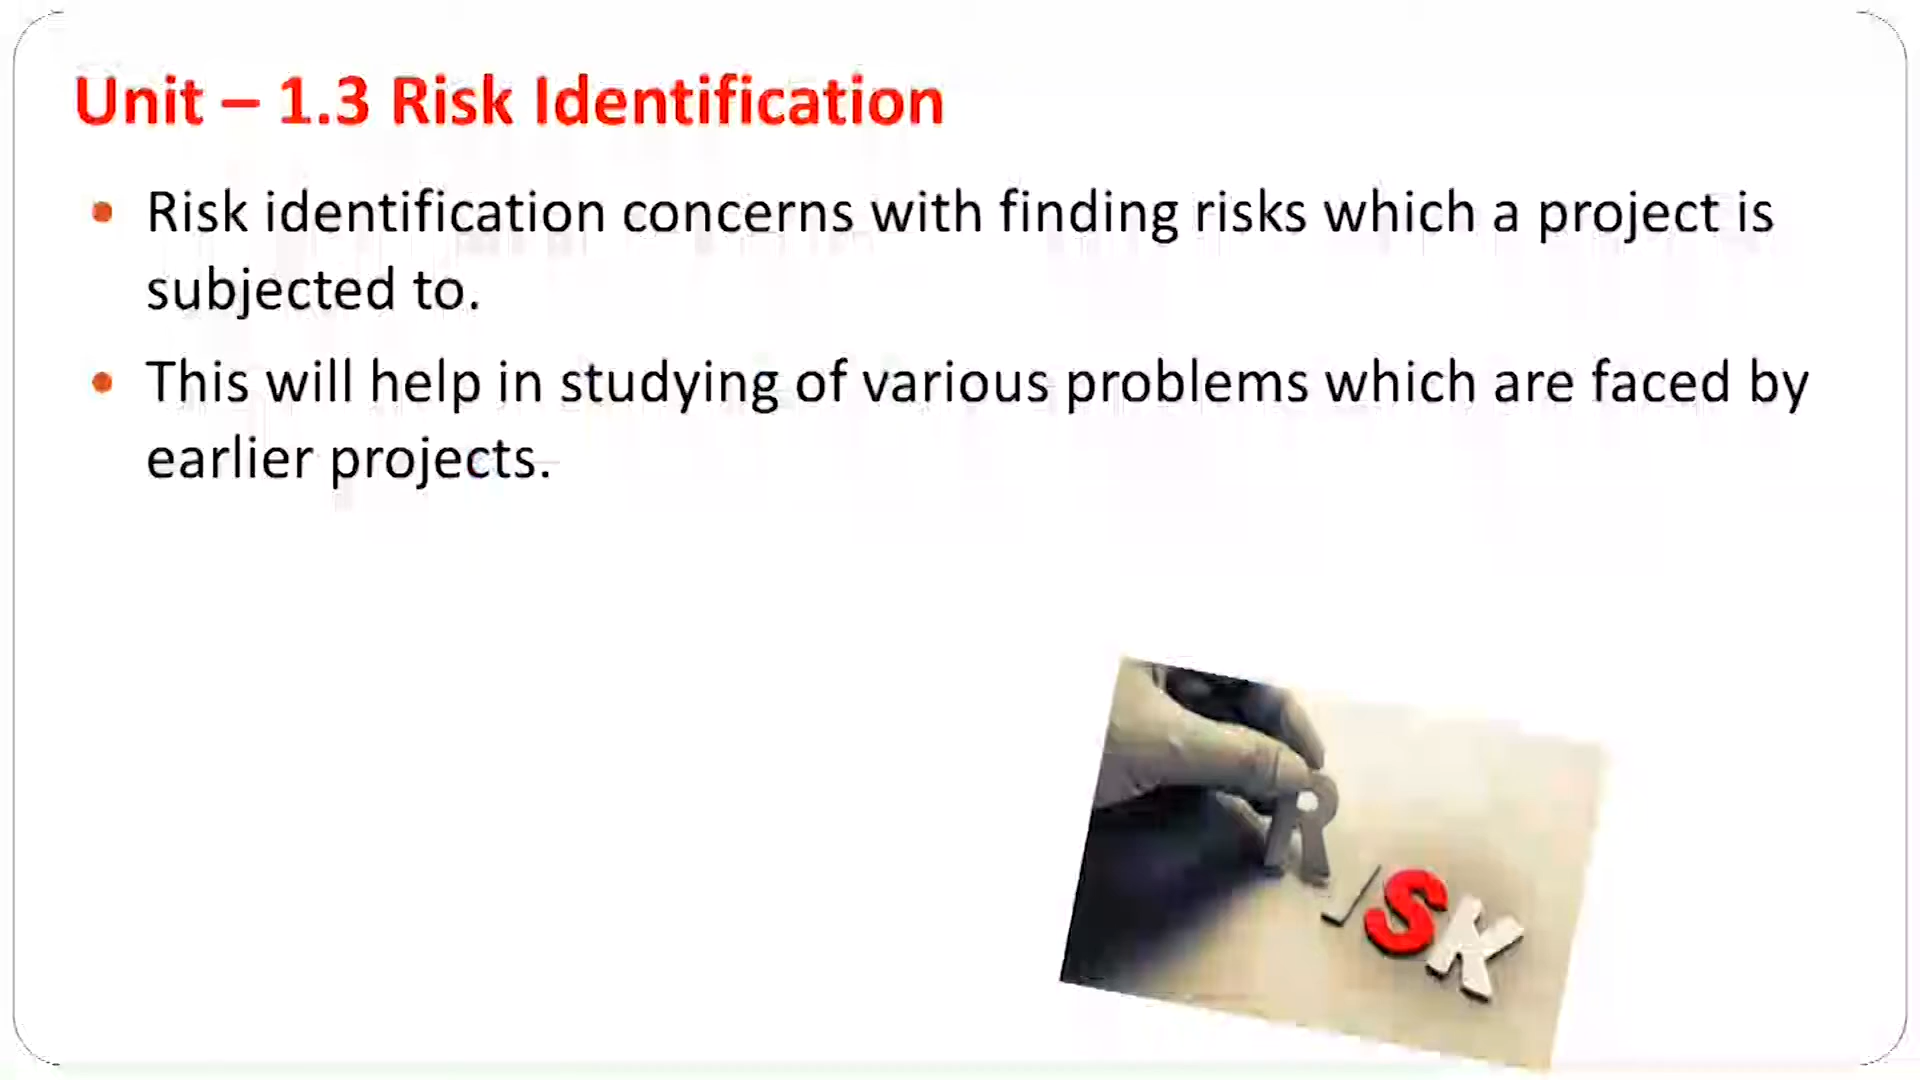 Unit – 1.3 Risk Identification
• Risk identification concerns with finding risks which a project is
subjected to.
• This will help in studying of various problems which are faced by
earlier projects.
RISK